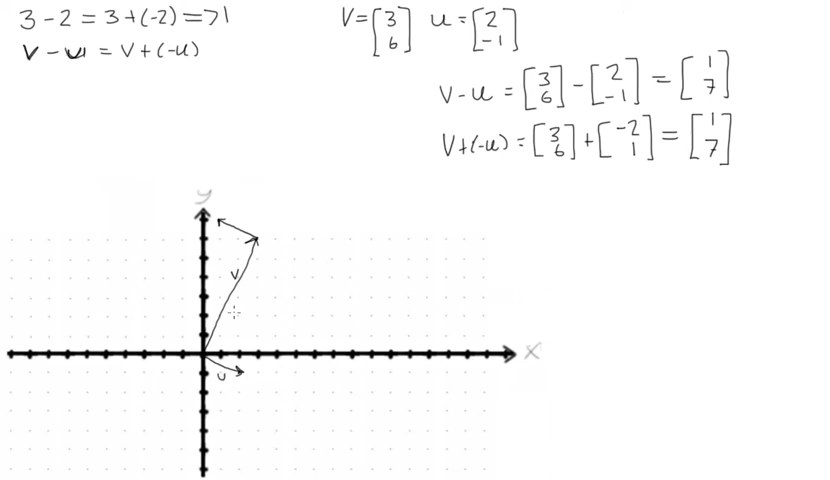 3 - 2 = 3 + (-2) => 1
v - u = v + (-u)
V = [3 6] u = [2 -1]
V - u = [3 6] - [2 -1] = [1 7]
V + (-u) = [3 6] + [-2 1] = [1 7]
y
v
x
u